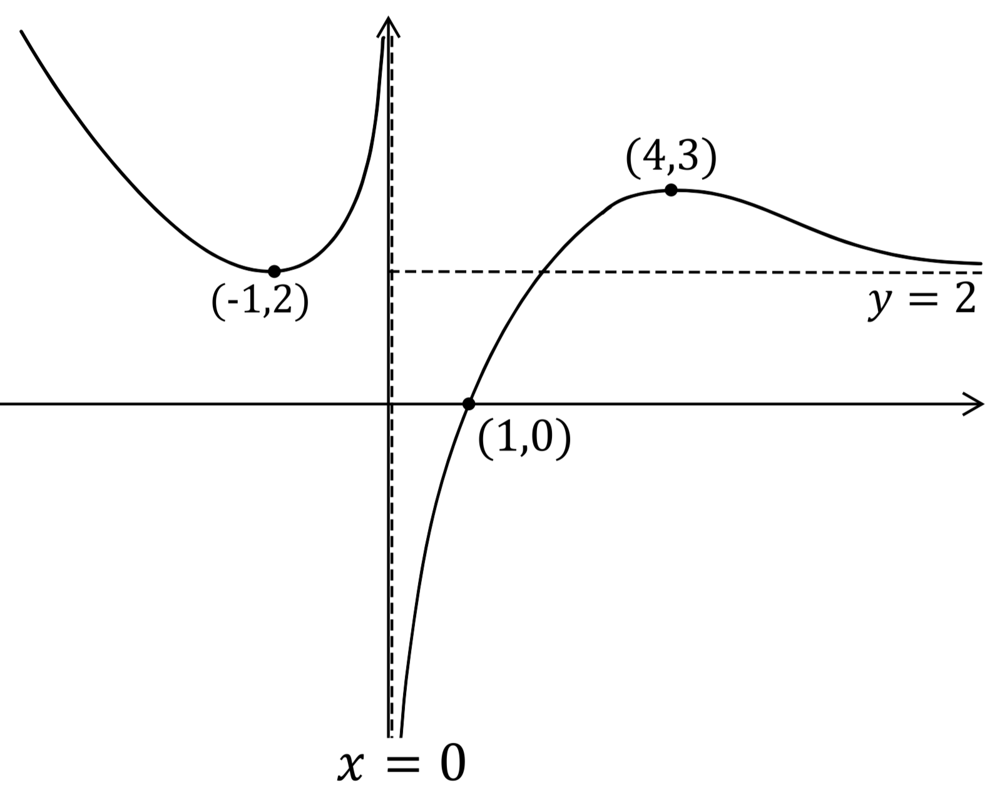 (4,3)
(-1,2)
y = 2
(1,0)
x = 0